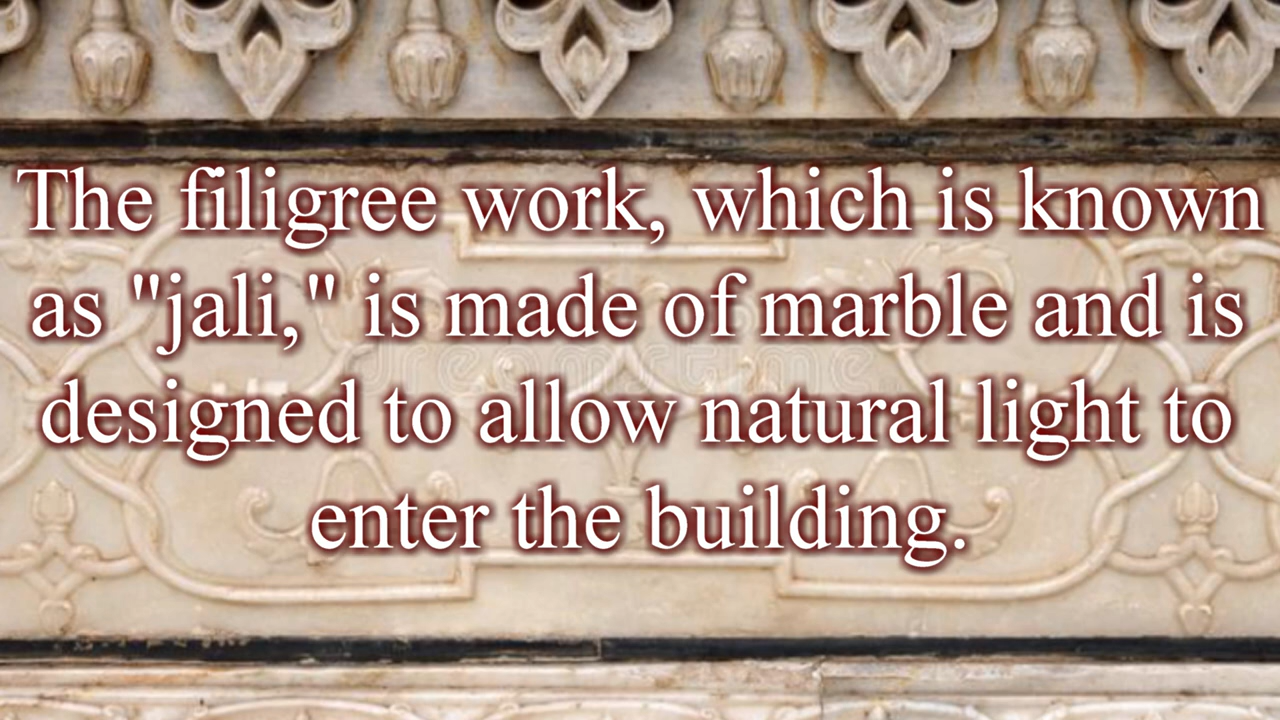 The filigree work, which is known
as "jali," is made of marble and is
designed to allow natural light to
enter the building.
dreamstime